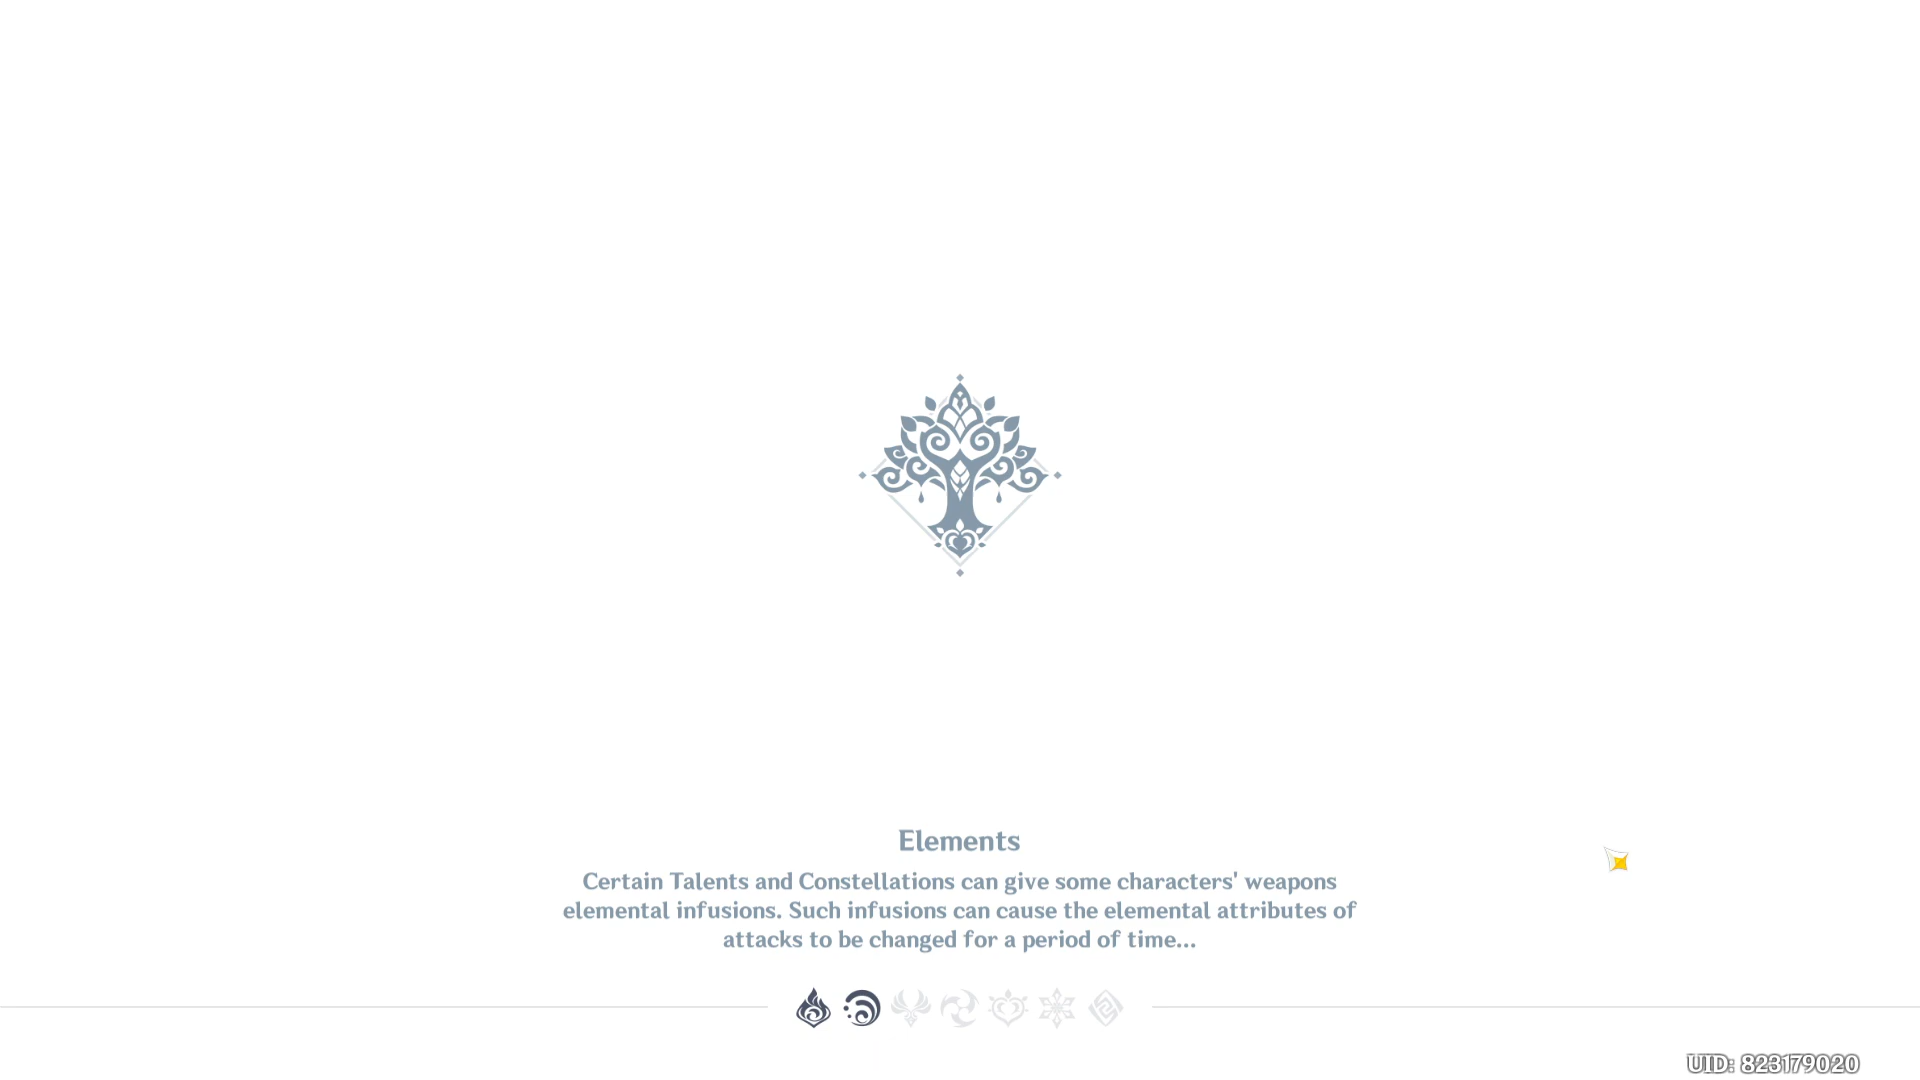 Elements
Certain Talents and Constellations can give some characters' weapons
elemental infusions. Such infusions can cause the elemental attributes of
attacks to be changed for a period of time...
UID: 823179020